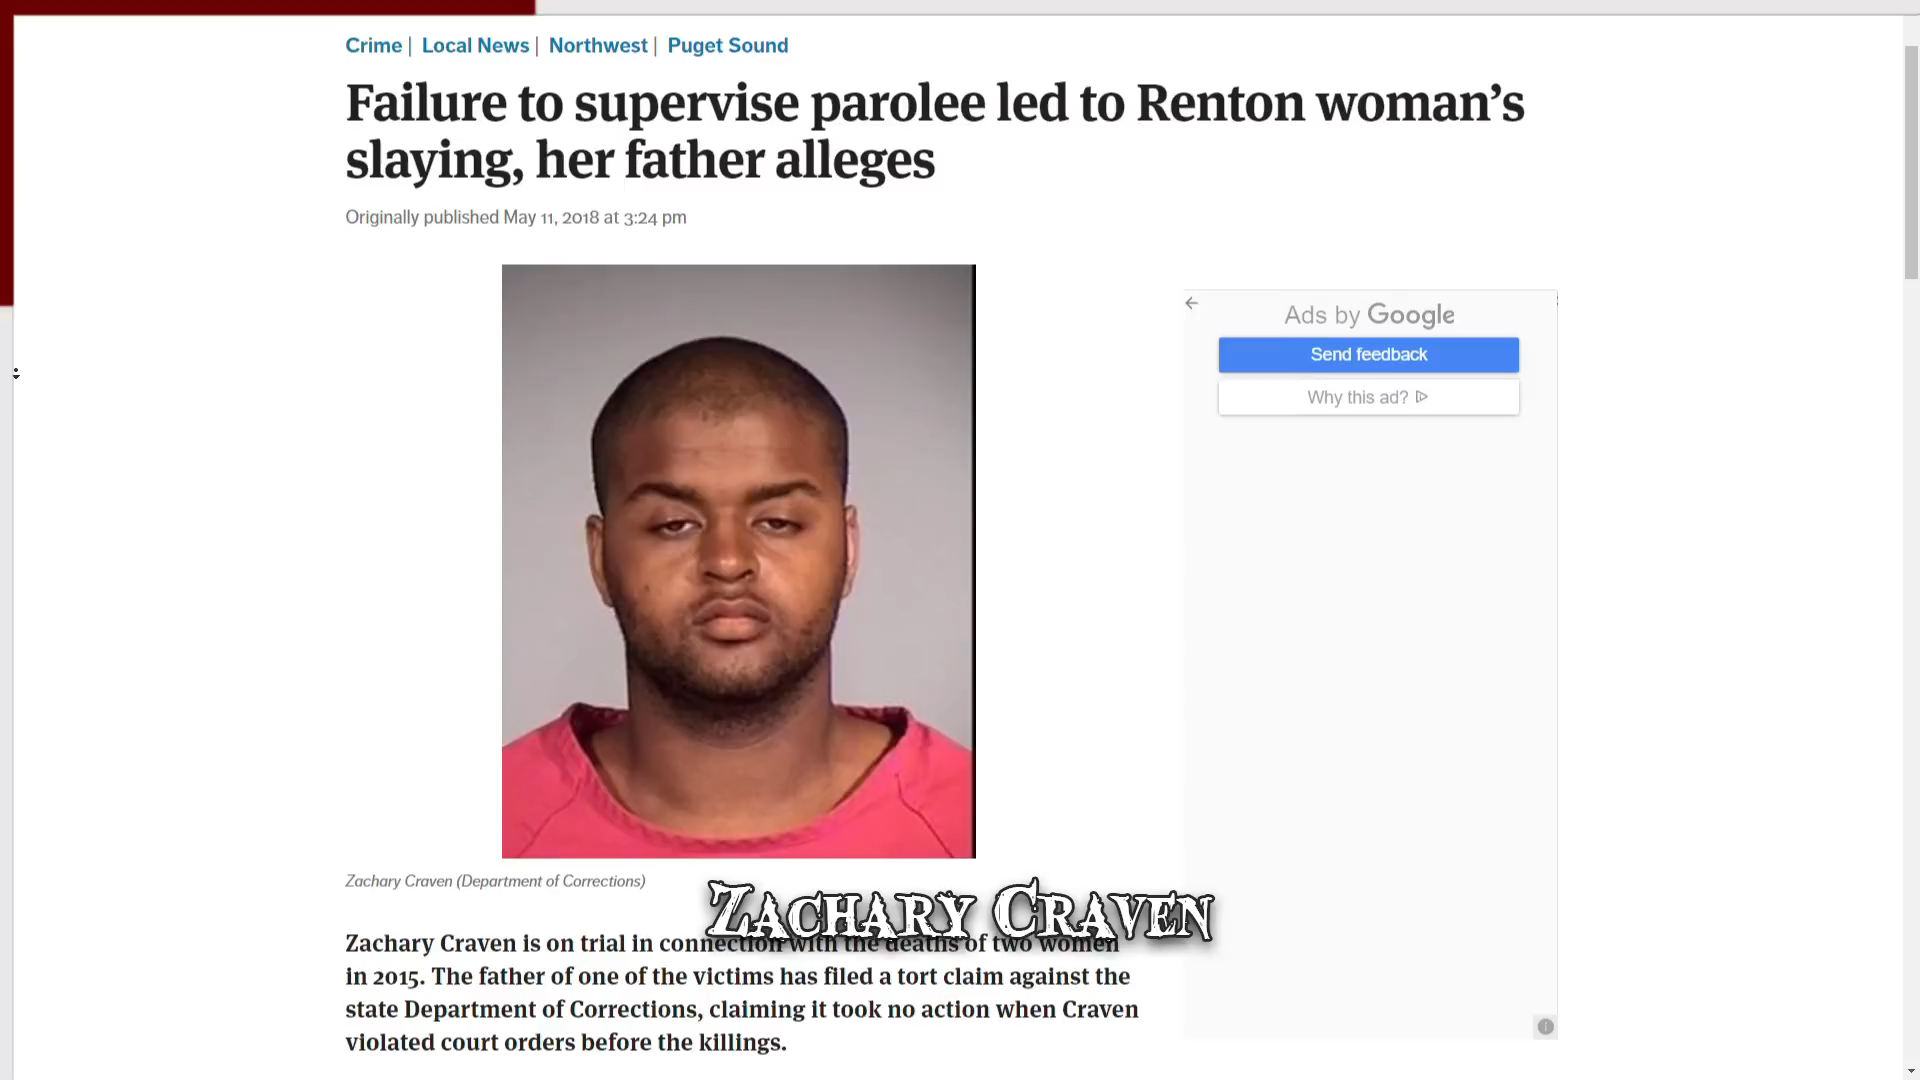 Crime | Local News | Northwest | Puget Sound
Failure to supervise parolee led to Renton woman’s
slaying, her father alleges
Originally published May 11, 2018 at 3:24 pm
Ads by Google
Send feedback
Why this ad?
Zachary Craven (Department of Corrections)
Zachary Craven
Zachary Craven is on trial in connection with the deaths of two women
in 2015. The father of one of the victims has filed a tort claim against the
state Department of Corrections, claiming it took no action when Craven
violated court orders before the killings.